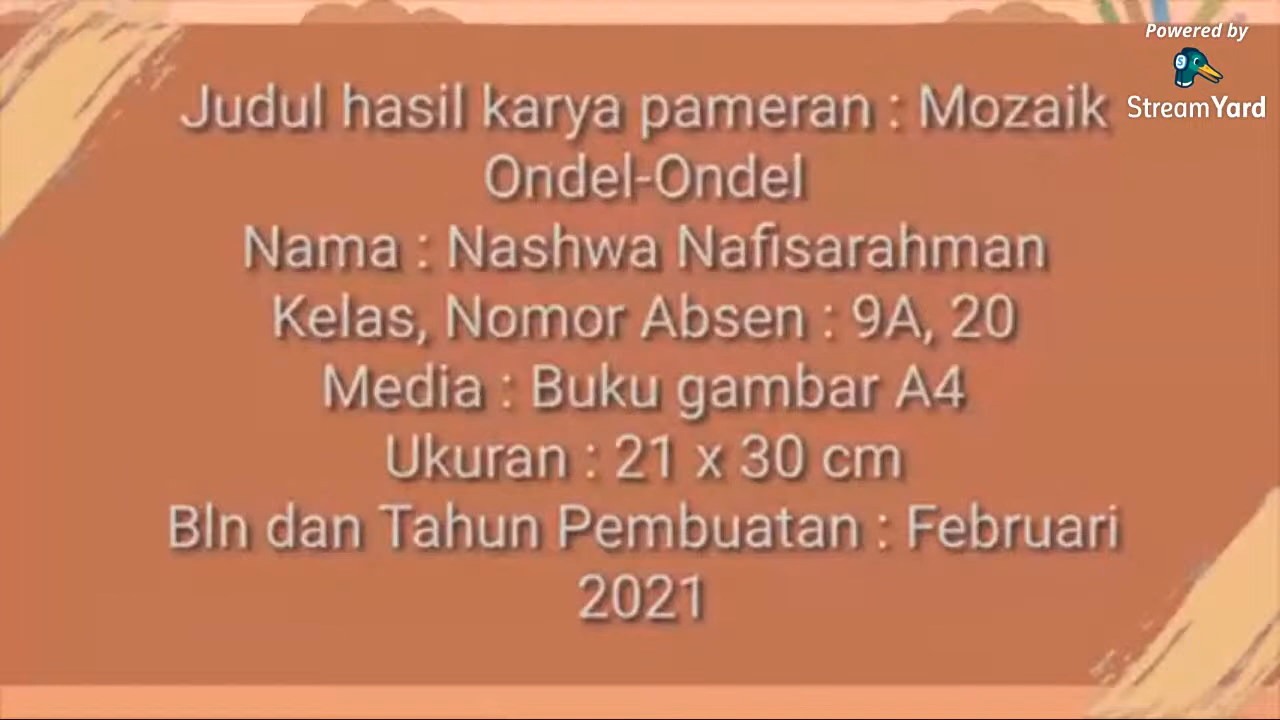 Powered by
StreamYard
Judul hasil karya pameran : Mozaik
Ondel-Ondel
Nama : Nashwa Nafisarahman
Kelas, Nomor Absen : 9A, 20
Media : Buku gambar A4
Ukuran : 21 x 30 cm
Bln dan Tahun Pembuatan : Februari
2021